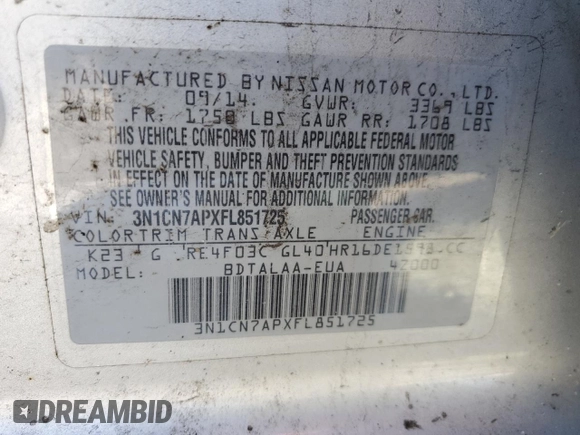 MANUFACTURED BY NISSAN MOTOR CO., LTD.
DATE: 09/14. GVWR: 3369 LBS
GAWR FR: 1758 LBS GAWR RR: 1708 LBS
THIS VEHICLE CONFORMS TO ALL APPLICABLE FEDERAL MOTOR
VEHICLE SAFETY, BUMPER AND THEFT PREVENTION STANDARDS
IN EFFECT ON THE DATE OF MANUFACTURE SHOWN ABOVE.
SEE OWNER'S MANUAL FOR ADDITIONAL INFORMATION
VIN: 3N1CN7APXFL851725 PASSENGER CAR.
COLOR TRIM TRANS AXLE ENGINE
K23 G RE4F03C GL40 HR16DE 1598.CC
MODEL: BDTALAA-EUA 42000
3N1CN7APXFL851725
DREAMBID